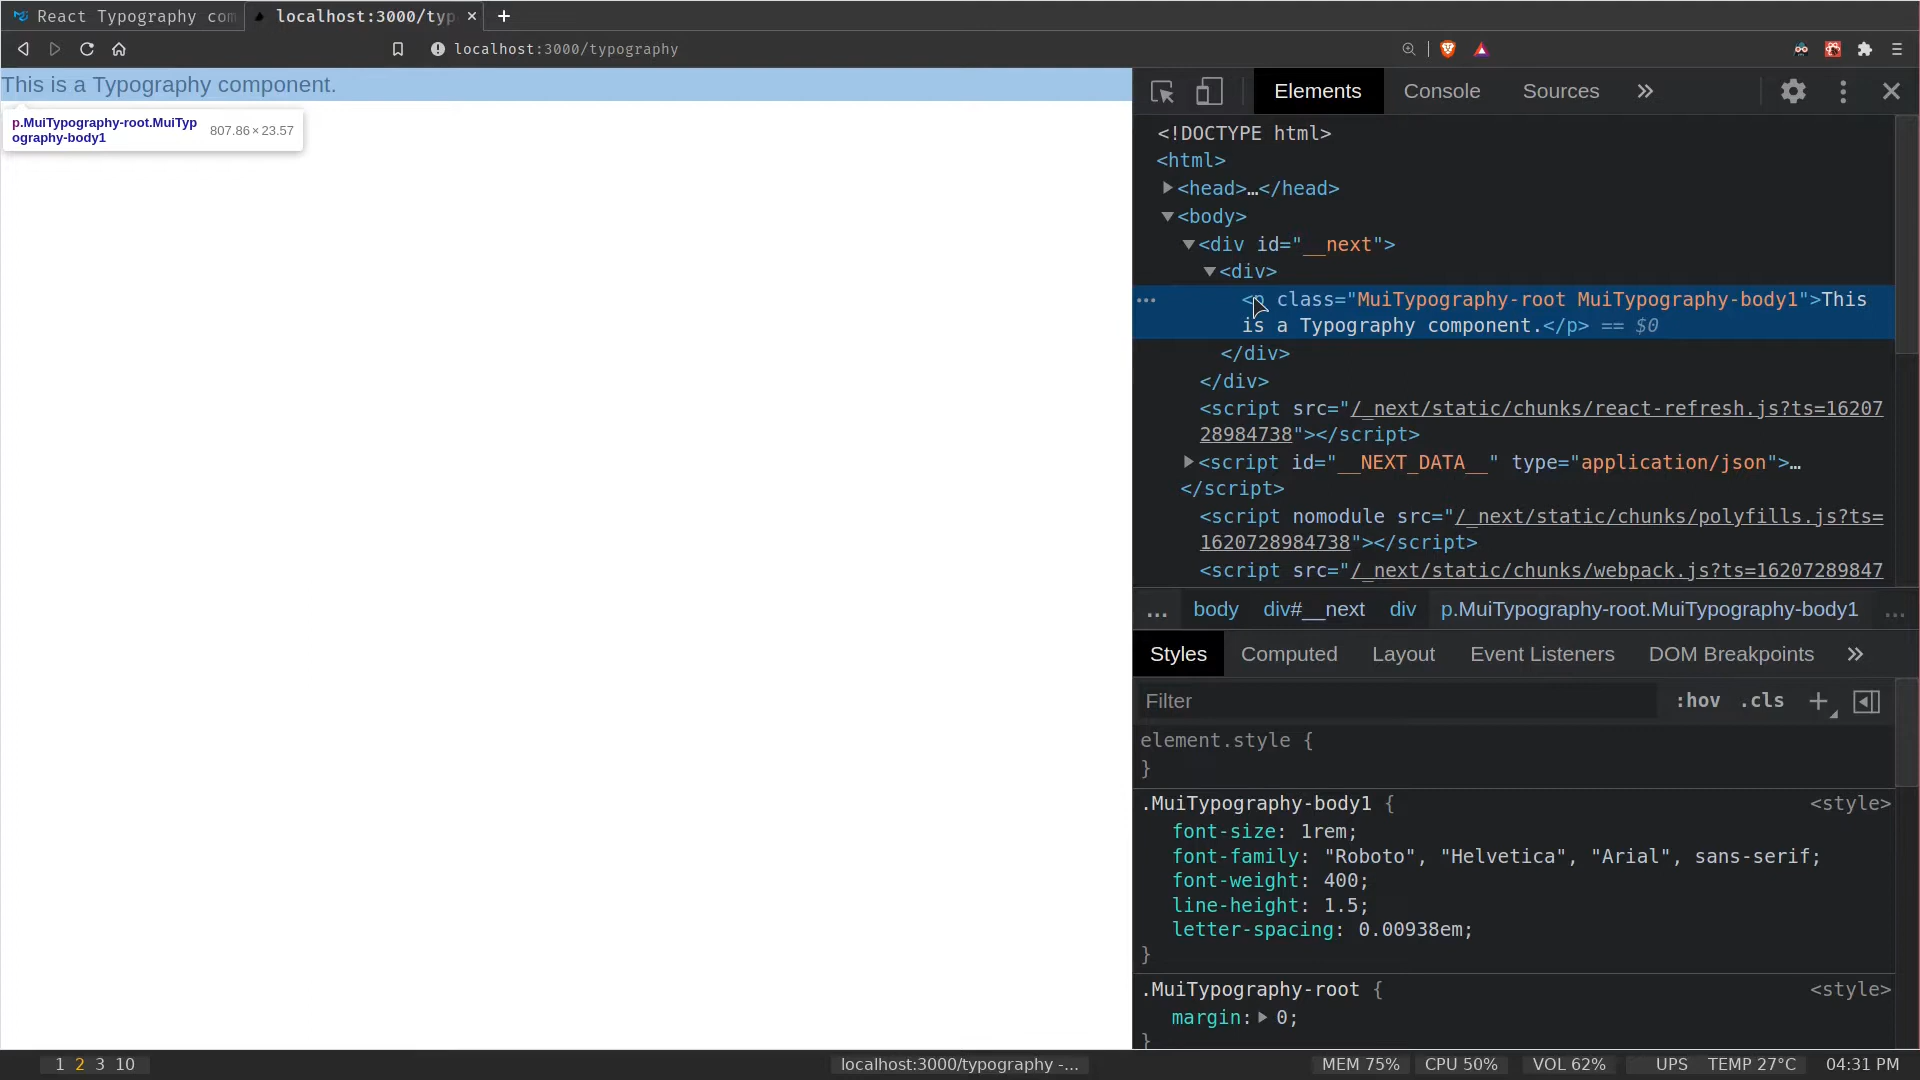 React Typography com
localhost:3000/typ
localhost:3000/typography
This is a Typography component.
p.MuiTypography-root.MuiTyp
ography-body1
807.86 × 23.57
Elements
Console
Sources
<!DOCTYPE html>
<html>
<head>…</head>
<body>
<div id="__next">
<div>
<p class="MuiTypography-root MuiTypography-body1">This
is a Typography component.</p> == $0
</div>
</div>
<script src="/_next/static/chunks/react-refresh.js?ts=16207
28984738"></script>
<script id="__NEXT_DATA__" type="application/json">…
</script>
<script nomodule src="/_next/static/chunks/polyfills.js?ts=
1620728984738"></script>
<script src="/_next/static/chunks/webpack.js?ts=16207289847
… body div#__next div p.MuiTypography-root.MuiTypography-body1 …
Styles Computed Layout Event Listeners DOM Breakpoints
Filter :hov .cls
element.style {
}
.MuiTypography-body1 { <style>
font-size: 1rem;
font-family: "Roboto", "Helvetica", "Arial", sans-serif;
font-weight: 400;
line-height: 1.5;
letter-spacing: 0.00938em;
}
.MuiTypography-root { <style>
margin: 0;
}
1 2 3 10
localhost:3000/typography -...
MEM 75% CPU 50% VOL 62% UPS TEMP 27°C 04:31 PM